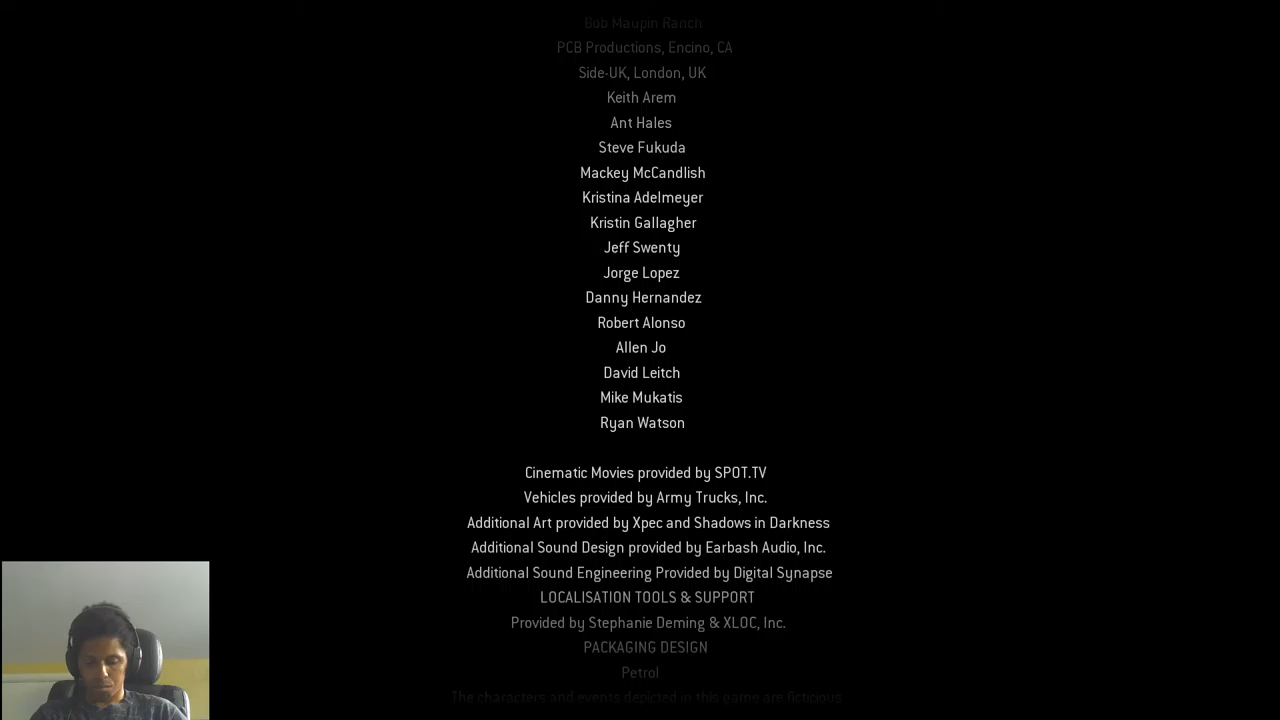 Bob Maupin Ranch
PCB Productions, Encino, CA
Side-UK, London, UK
Keith Arem
Ant Hales
Steve Fukuda
Mackey McCandlish
Kristina Adelmeyer
Kristin Gallagher
Jeff Swenty
Jorge Lopez
Danny Hernandez
Robert Alonso
Allen Jo
David Leitch
Mike Mukatis
Ryan Watson
Cinematic Movies provided by SPOT.TV
Vehicles provided by Army Trucks, Inc.
Additional Art provided by Xpec and Shadows in Darkness
Additional Sound Design provided by Earbash Audio, Inc.
Additional Sound Engineering Provided by Digital Synapse
LOCALISATION TOOLS & SUPPORT
Provided by Stephanie Deming & XLOC, Inc.
PACKAGING DESIGN
Petrol
The characters and events depicted in this game are ficticious